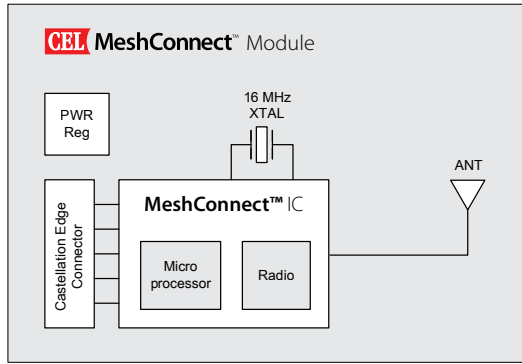 CEL MeshConnect™ Module
16 MHz
XTAL
PWR
Reg
ANT
Castellation Edge
Connector
MeshConnect™ IC
Micro
processor
Radio